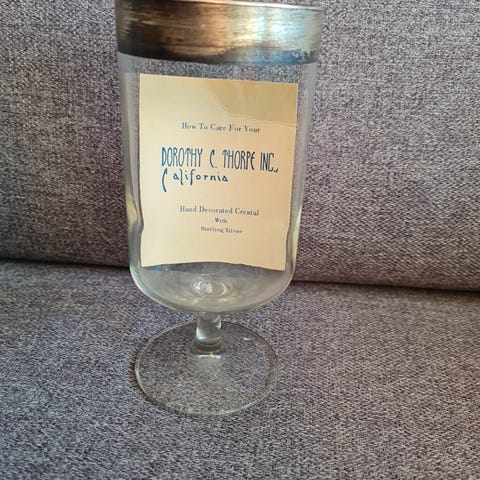 How To Care For Your
DOROTHY C. THORPE INC.,
California
Hand Decorated Crystal
With
Sterling Silver